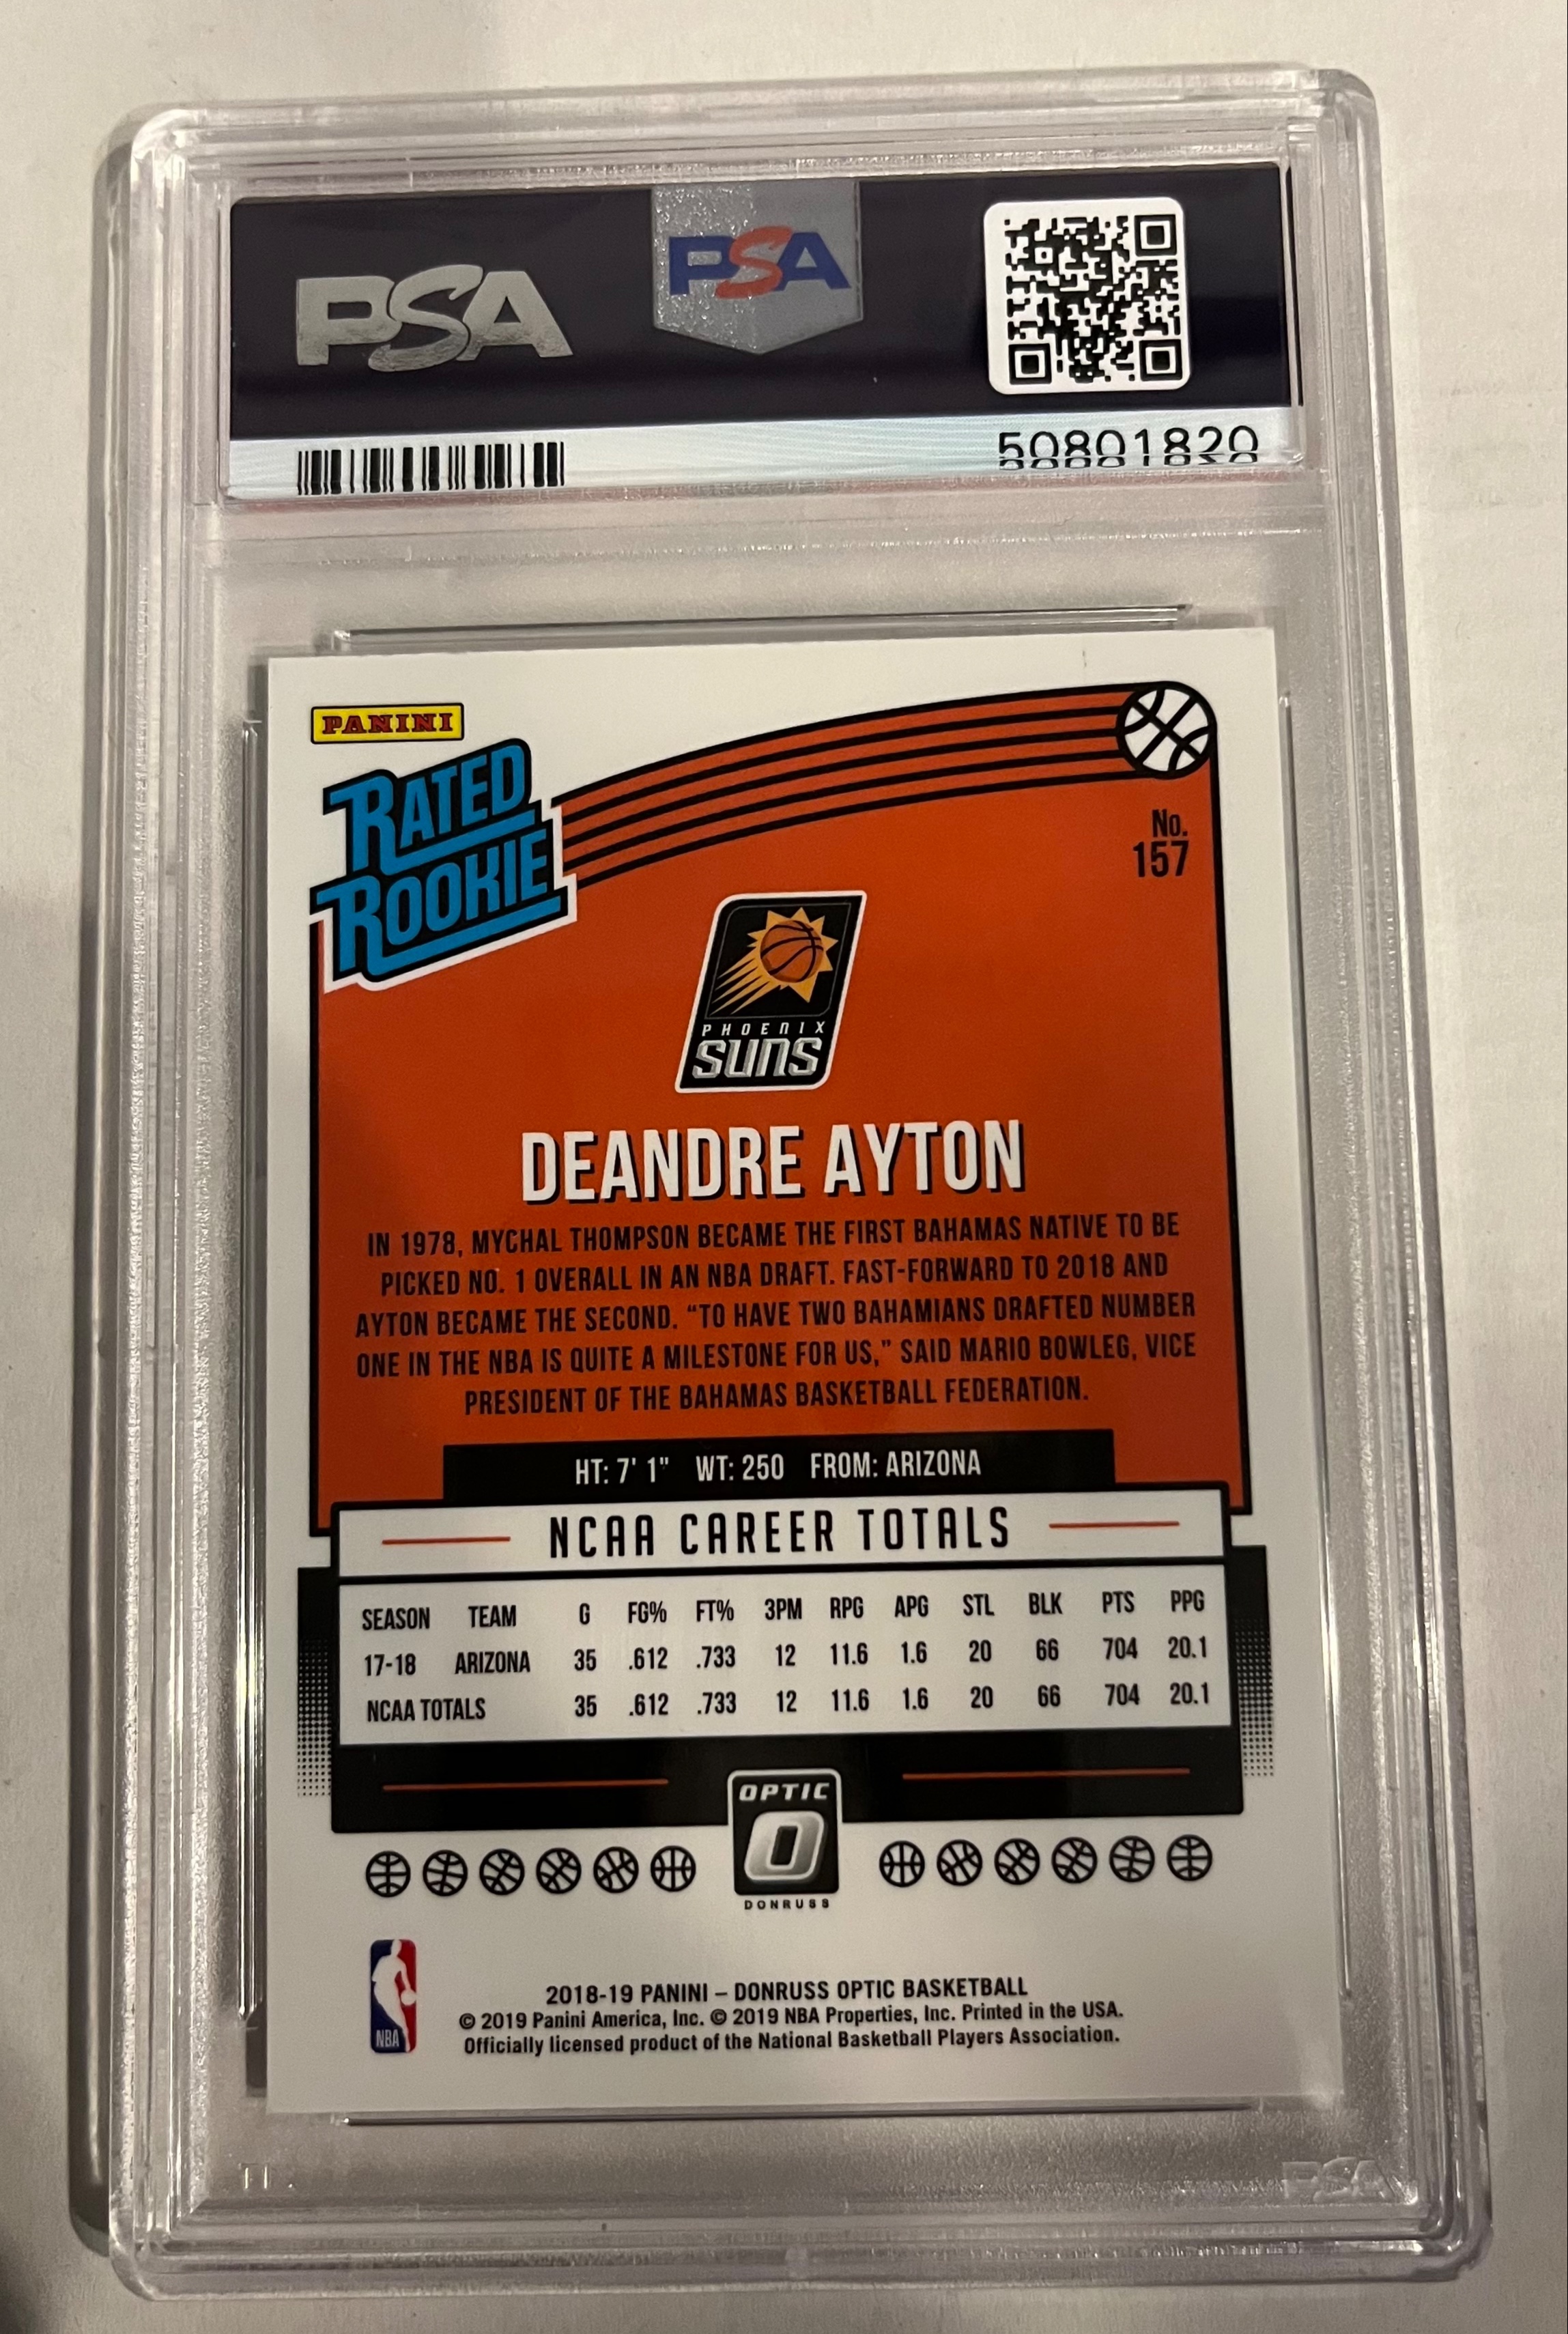 PSA
PSA
50801820
PANINI
RATED
ROOKIE
No.
157
PHOENIX
SUNS
DEANDRE AYTON
IN 1978, MYCHAL THOMPSON BECAME THE FIRST BAHAMAS NATIVE TO BE
PICKED NO. 1 OVERALL IN AN NBA DRAFT. FAST-FORWARD TO 2018 AND
AYTON BECAME THE SECOND. “TO HAVE TWO BAHAMIANS DRAFTED NUMBER
ONE IN THE NBA IS QUITE A MILESTONE FOR US,” SAID MARIO BOWLEG, VICE
PRESIDENT OF THE BAHAMAS BASKETBALL FEDERATION.
HT: 7' 1" WT: 250 FROM: ARIZONA
NCAA CAREER TOTALS
SEASON TEAM G FG% FT% 3PM RPG APG STL BLK PTS PPG
17-18 ARIZONA 35 .612 .733 12 11.6 1.6 20 66 704 20.1
NCAA TOTALS 35 .612 .733 12 11.6 1.6 20 66 704 20.1
OPTIC
O
DONRUSS
NBA
2018-19 PANINI – DONRUSS OPTIC BASKETBALL
© 2019 Panini America, Inc. © 2019 NBA Properties, Inc. Printed in the USA.
Officially licensed product of the National Basketball Players Association.
PSA